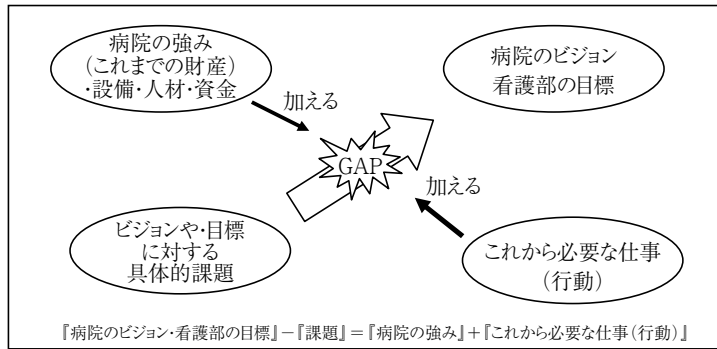 病院の強み
(これまでの財産)
・設備・人材・資金
加える
病院のビジョン
看護部の目標
GAP
加える
ビジョンや・目標
に対する
具体的課題
これから必要な仕事
(行動)
『病院のビジョン・看護部の目標』－『課題』＝『病院の強み』＋『これから必要な仕事(行動)』